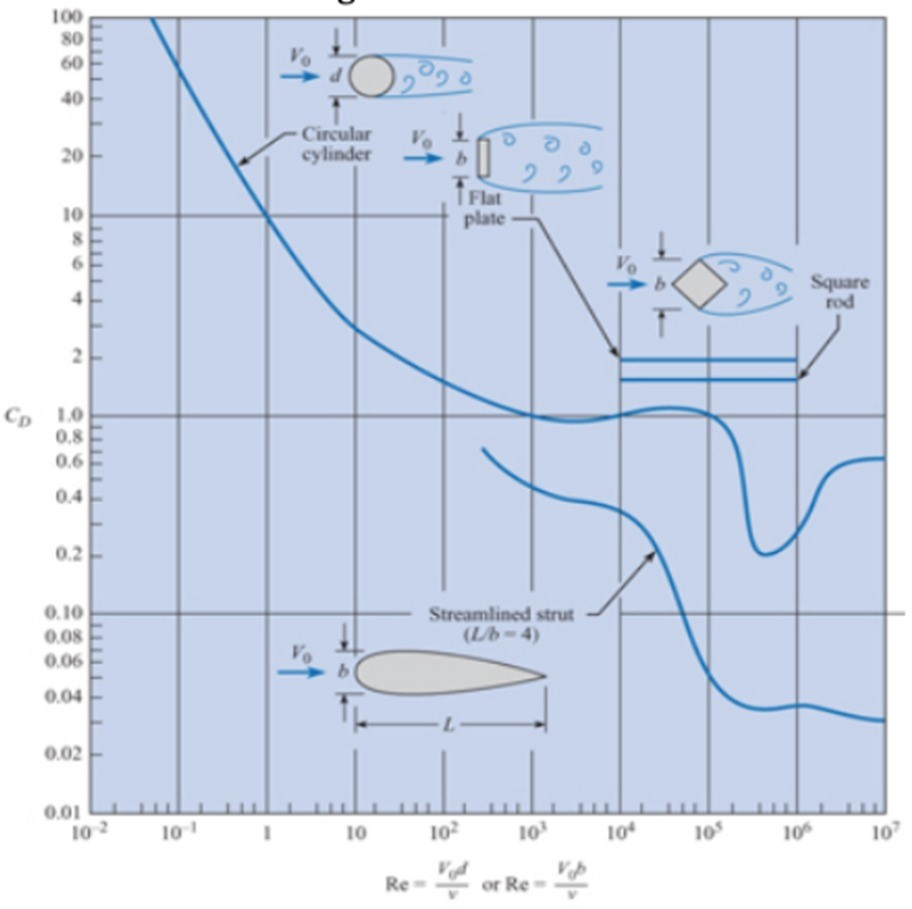 100
80
60
40
20
10
8
6
4
2
1.0
0.8
0.6
0.4
0.2
0.10
0.08
0.06
0.04
0.02
0.01
C_D
V₀
d
Circular
cylinder
V₀
b
Flat
plate
V₀
b
Square
rod
Streamlined strut
(L/b = 4)
V₀
b
L
10⁻² 10⁻¹ 1 10 10² 10³ 10⁴ 10⁵ 10⁶ 10⁷
Re = V₀d/ν or Re = V₀b/ν